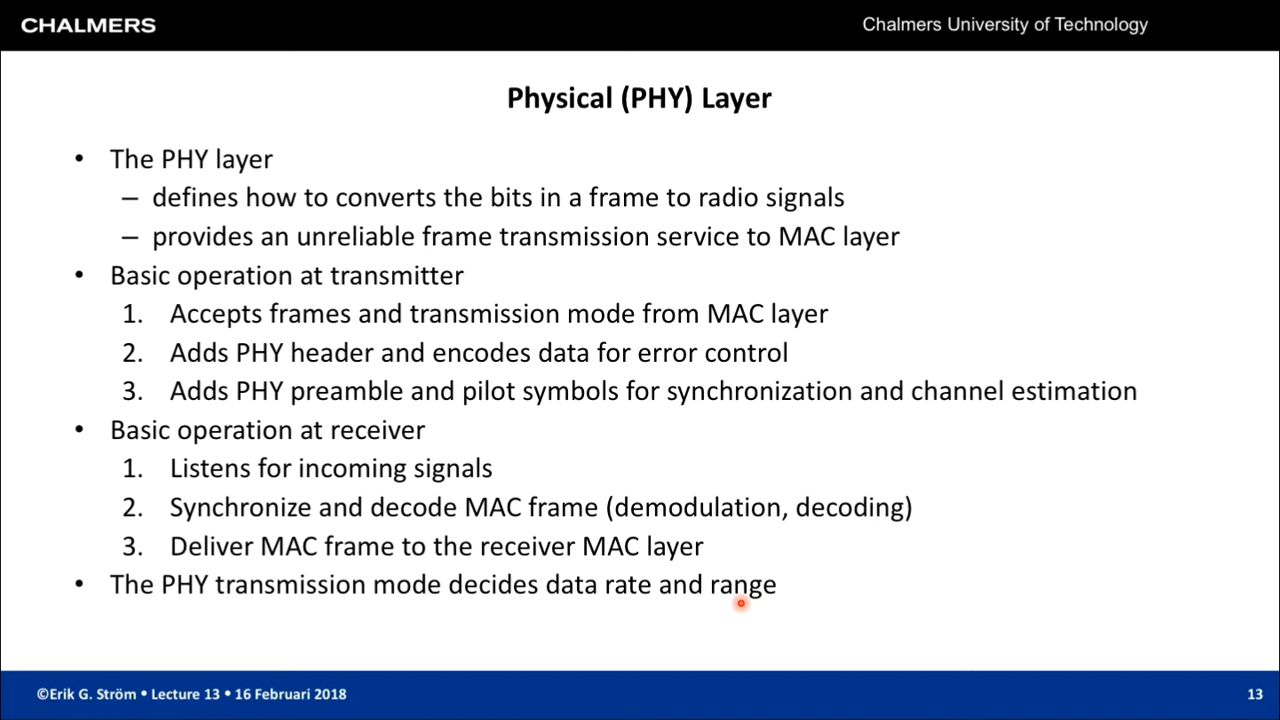 CHALMERS
Chalmers University of Technology
Physical (PHY) Layer
• The PHY layer
– defines how to converts the bits in a frame to radio signals
– provides an unreliable frame transmission service to MAC layer
• Basic operation at transmitter
1. Accepts frames and transmission mode from MAC layer
2. Adds PHY header and encodes data for error control
3. Adds PHY preamble and pilot symbols for synchronization and channel estimation
• Basic operation at receiver
1. Listens for incoming signals
2. Synchronize and decode MAC frame (demodulation, decoding)
3. Deliver MAC frame to the receiver MAC layer
• The PHY transmission mode decides data rate and range
©Erik G. Ström • Lecture 13 • 16 Februari 2018
13